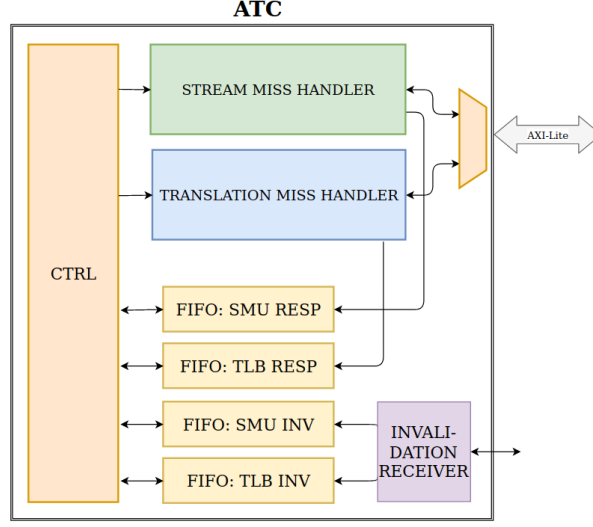 ATC
STREAM MISS HANDLER
AXI-Lite
TRANSLATION MISS HANDLER
CTRL
FIFO: SMU RESP
FIFO: TLB RESP
FIFO: SMU INV
FIFO: TLB INV
INVALI-
DATION
RECEIVER